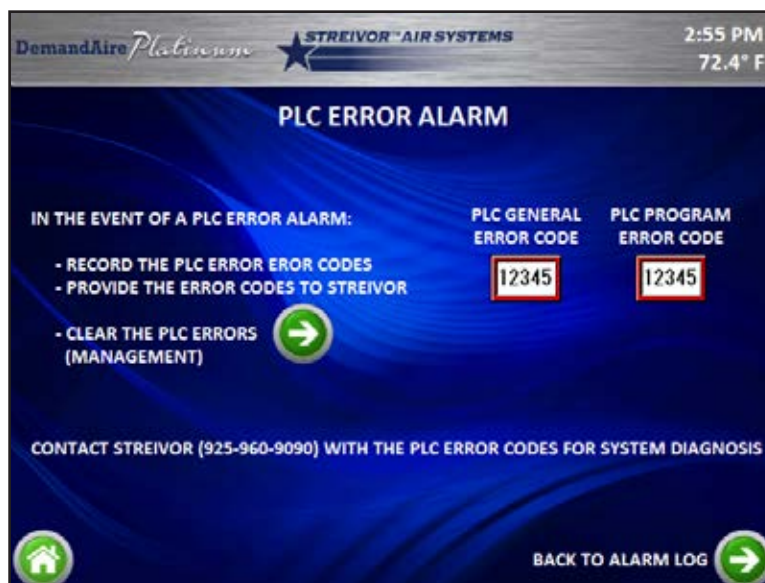 DemandAire Platinum
STREIVOR™ AIR SYSTEMS
2:55 PM
72.4° F
PLC ERROR ALARM
IN THE EVENT OF A PLC ERROR ALARM:
- RECORD THE PLC ERROR EROR CODES
- PROVIDE THE ERROR CODES TO STREIVOR
- CLEAR THE PLC ERRORS
(MANAGEMENT)
PLC GENERAL
ERROR CODE
12345
PLC PROGRAM
ERROR CODE
12345
CONTACT STREIVOR (925-960-9090) WITH THE PLC ERROR CODES FOR SYSTEM DIAGNOSIS
BACK TO ALARM LOG